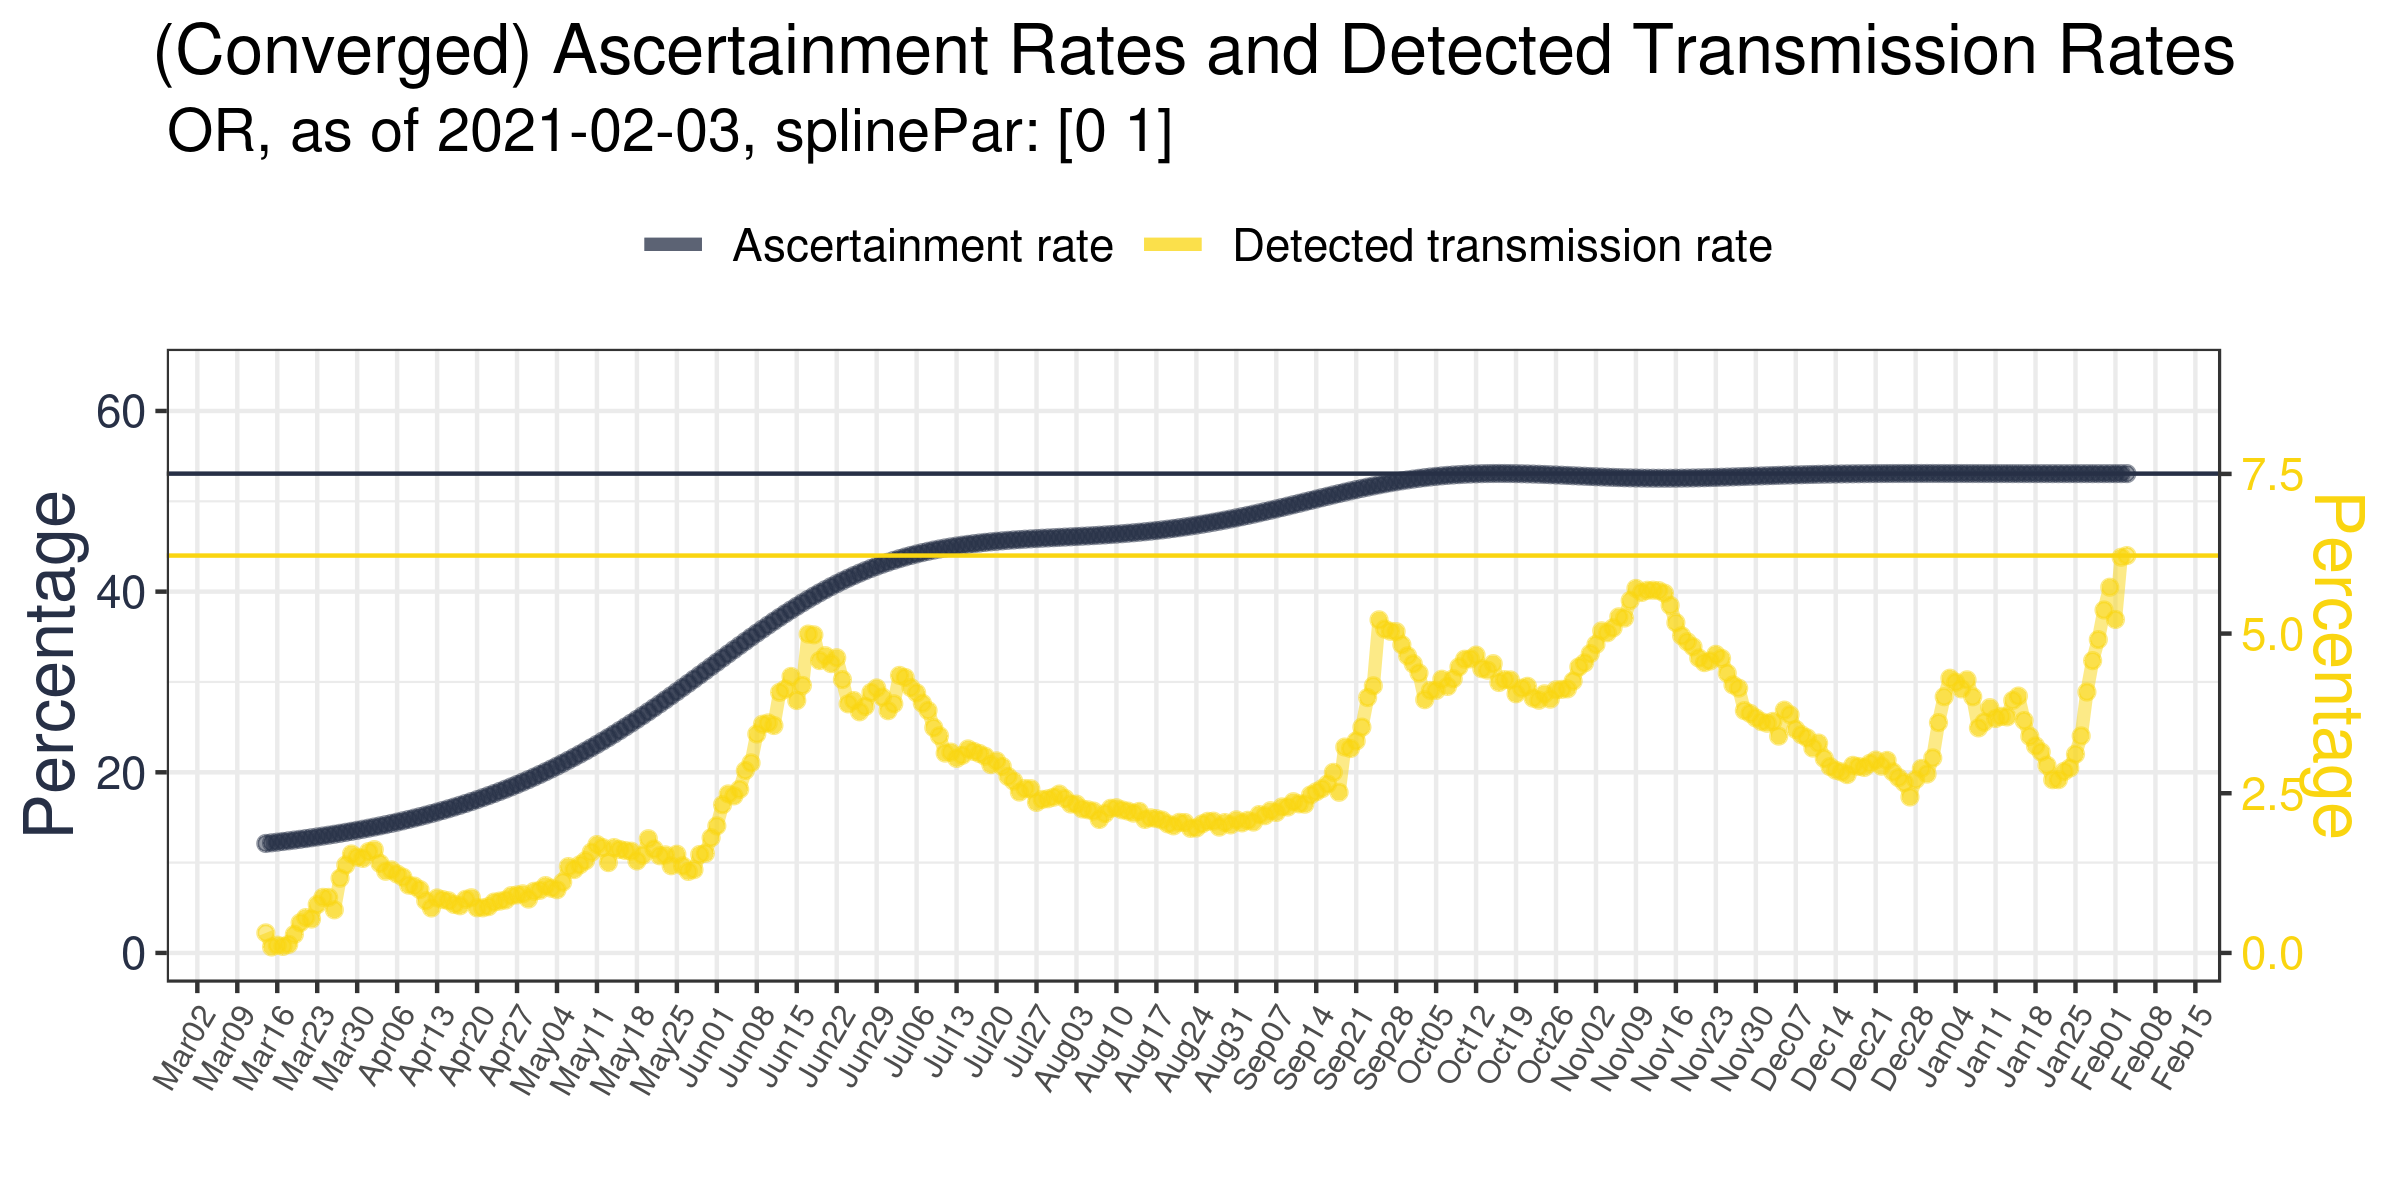 (Converged) Ascertainment Rates and Detected Transmission Rates
OR, as of 2021-02-03, splinePar: [0 1]
Ascertainment rate
Detected transmission rate
Percentage
60
40
20
0
7.5
5.0
2.5
0.0
Percentage
Mar02
Mar09
Mar16
Mar23
Mar30
Apr06
Apr13
Apr20
Apr27
May04
May11
May18
May25
Jun01
Jun08
Jun15
Jun22
Jun29
Jul06
Jul13
Jul20
Jul27
Aug03
Aug10
Aug17
Aug24
Aug31
Sep07
Sep14
Sep21
Sep28
Oct05
Oct12
Oct19
Oct26
Nov02
Nov09
Nov16
Nov23
Nov30
Dec07
Dec14
Dec21
Dec28
Jan04
Jan11
Jan18
Jan25
Feb01
Feb08
Feb15